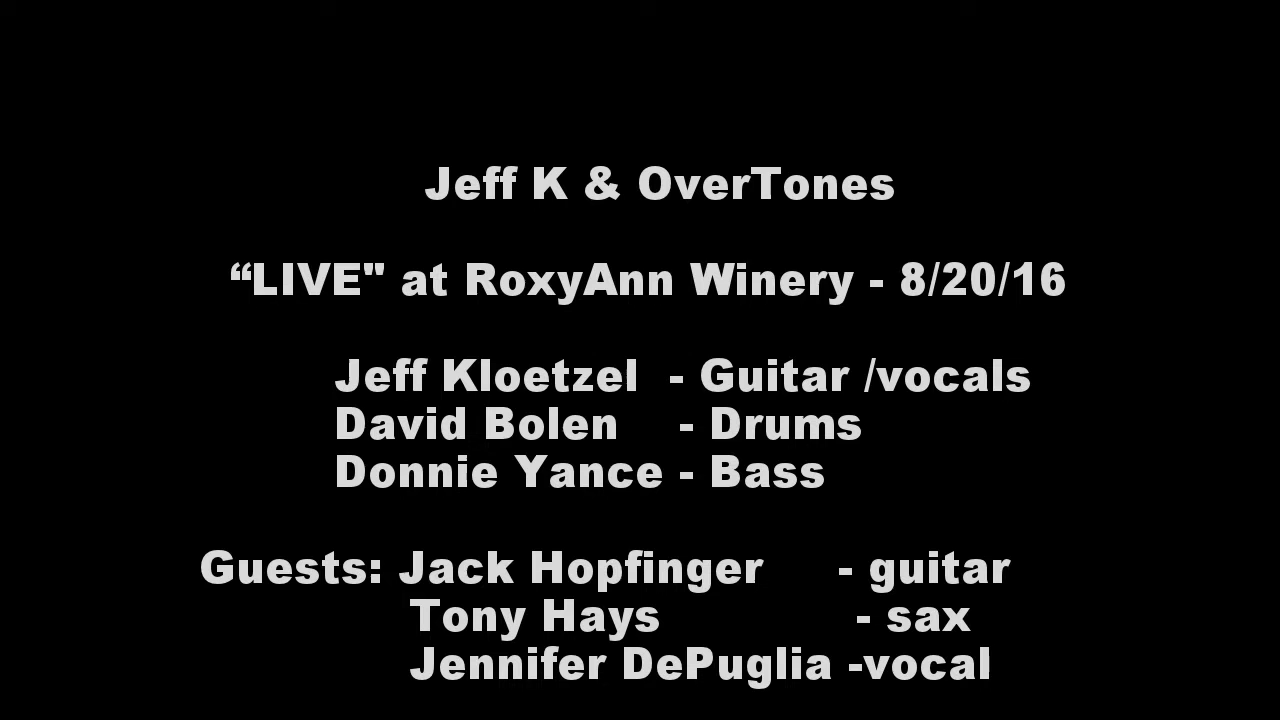 Jeff K & OverTones
“LIVE" at RoxyAnn Winery - 8/20/16
Jeff Kloetzel - Guitar /vocals
David Bolen - Drums
Donnie Yance - Bass
Guests: Jack Hopfinger - guitar
Tony Hays - sax
Jennifer DePuglia -vocal